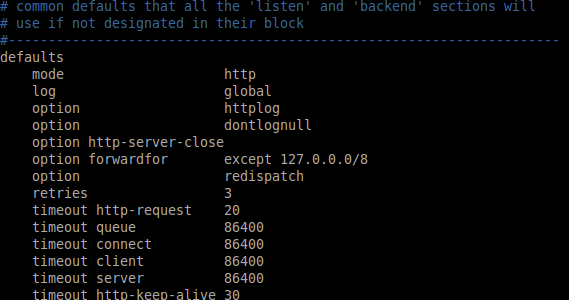 # common defaults that all the 'listen' and 'backend' sections will
# use if not designated in their block
#---------------------------------------------------------------------
defaults
    mode                    http
    log                     global
    option                  httplog
    option                  dontlognull
    option http-server-close
    option forwardfor       except 127.0.0.0/8
    option                  redispatch
    retries                 3
    timeout http-request    20
    timeout queue           86400
    timeout connect         86400
    timeout client          86400
    timeout server          86400
    timeout http-keep-alive 30